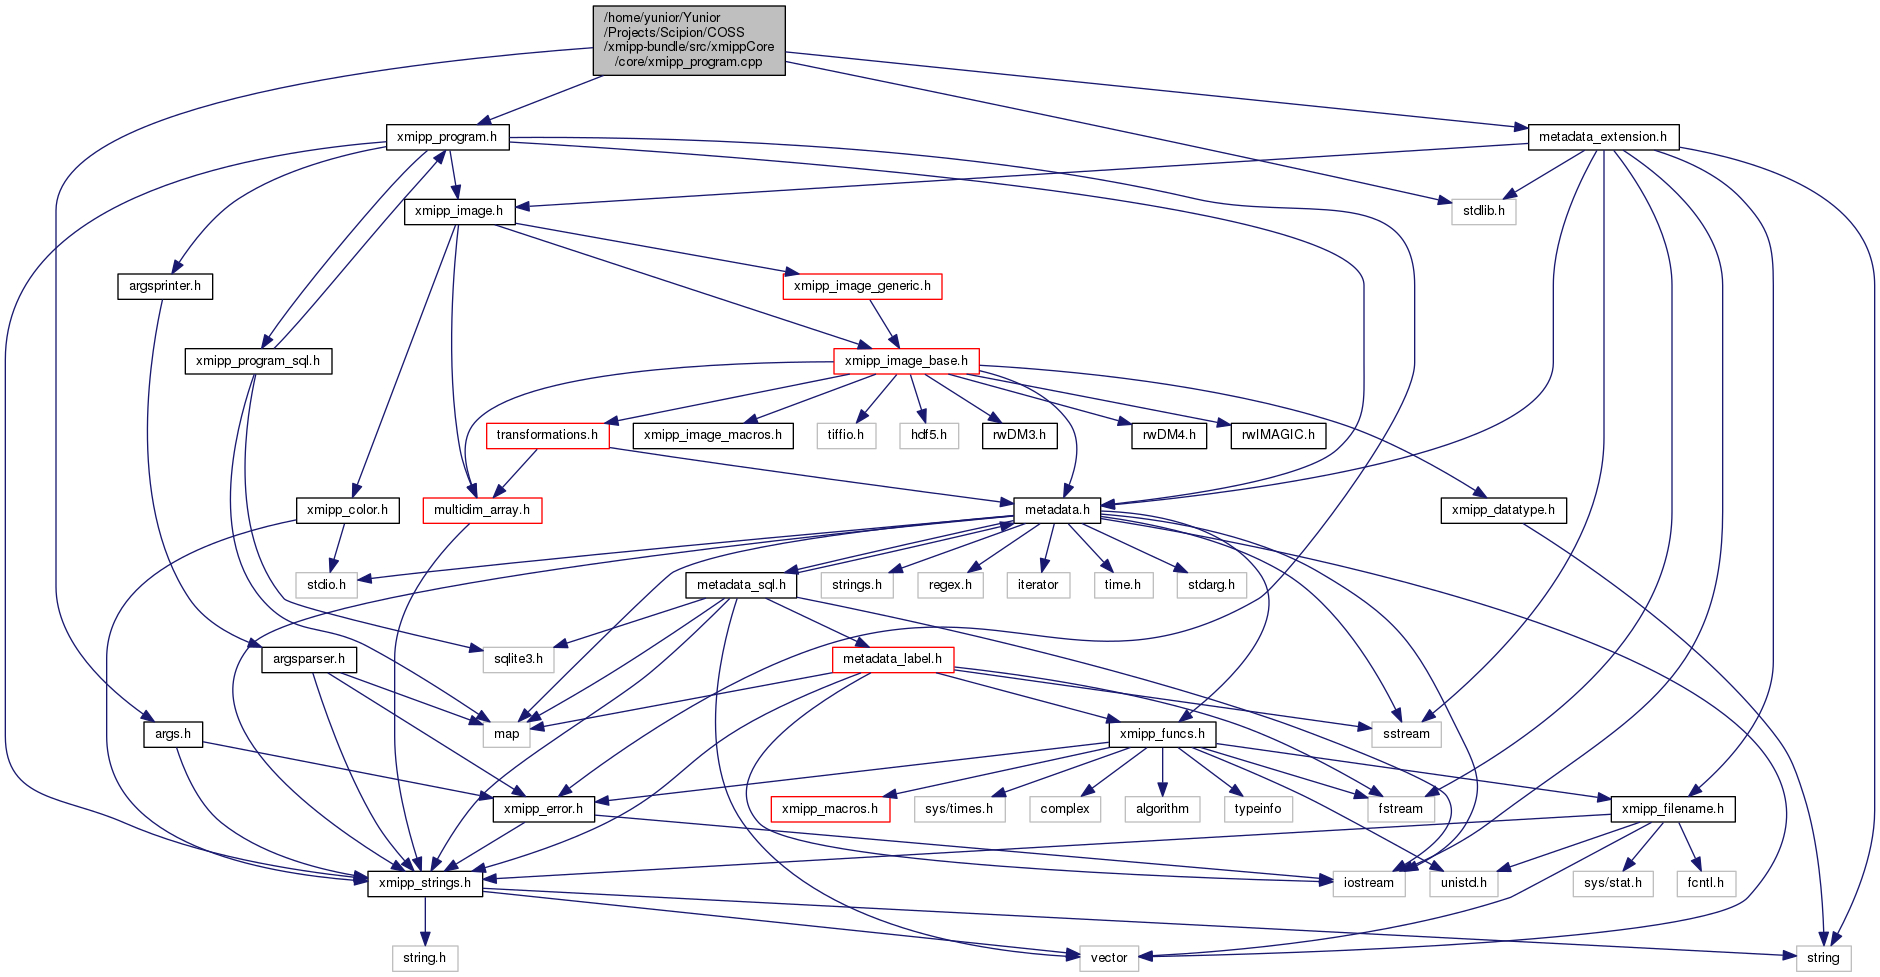 /home/yunior/Yunior
/Projects/Scipion/COSS
/xmipp-bundle/src/xmippCore
/core/xmipp_program.cpp
xmipp_program.h
metadata_extension.h
xmipp_image.h
stdlib.h
argsprinter.h
xmipp_image_generic.h
xmipp_program_sql.h
xmipp_image_base.h
transformations.h
xmipp_image_macros.h
tiffio.h
hdf5.h
rwDM3.h
rwDM4.h
rwIMAGIC.h
xmipp_color.h
multidim_array.h
metadata.h
xmipp_datatype.h
stdio.h
metadata_sql.h
strings.h
regex.h
iterator
time.h
stdarg.h
argsparser.h
sqlite3.h
metadata_label.h
args.h
map
xmipp_funcs.h
sstream
xmipp_error.h
xmipp_macros.h
sys/times.h
complex
algorithm
typeinfo
fstream
xmipp_filename.h
xmipp_strings.h
iostream
unistd.h
sys/stat.h
fcntl.h
string.h
vector
string